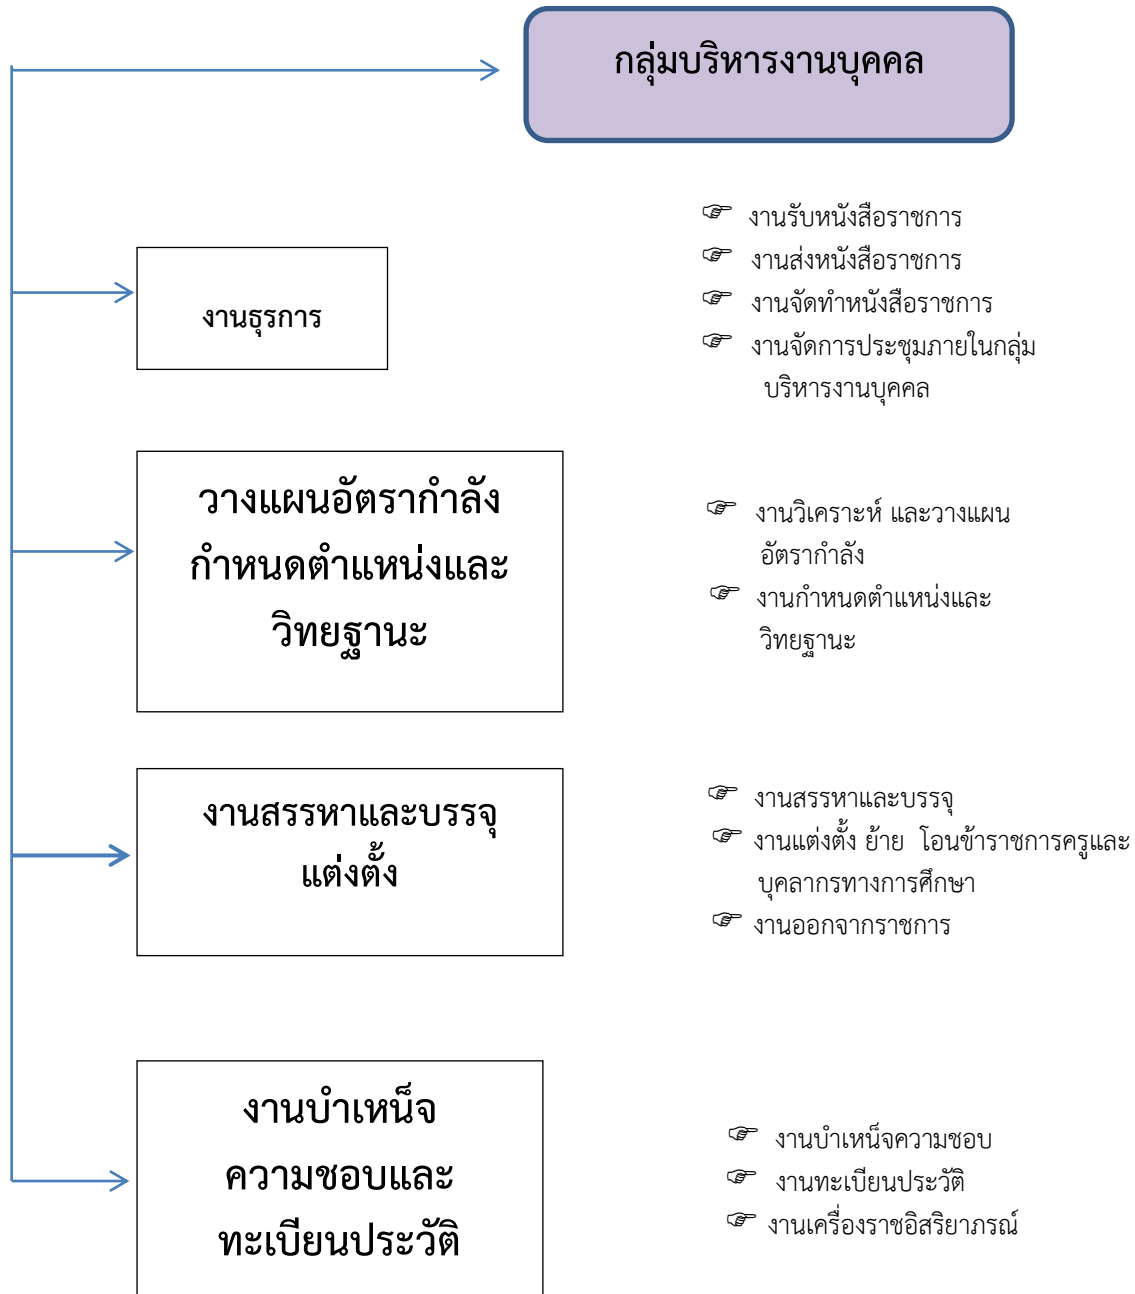 กลุ่มบริหารงานบุคคล
งานธุรการ
☞ งานรับหนังสือราชการ
☞ งานส่งหนังสือราชการ
☞ งานจัดทำหนังสือราชการ
☞ งานจัดการประชุมภายในกลุ่ม
บริหารงานบุคคล
วางแผนอัตรากำลัง
กำหนดตำแหน่งและ
วิทยฐานะ
☞ งานวิเคราะห์ และวางแผน
อัตรากำลัง
☞ งานกำหนดตำแหน่งและ
วิทยฐานะ
งานสรรหาและบรรจุ
แต่งตั้ง
☞ งานสรรหาและบรรจุ
☞ งานแต่งตั้ง ย้าย โอนข้าราชการครูและ
บุคลากรทางการศึกษา
☞ งานออกจากราชการ
งานบำเหน็จ
ความชอบและ
ทะเบียนประวัติ
☞ งานบำเหน็จความชอบ
☞ งานทะเบียนประวัติ
☞ งานเครื่องราชอิสริยาภรณ์